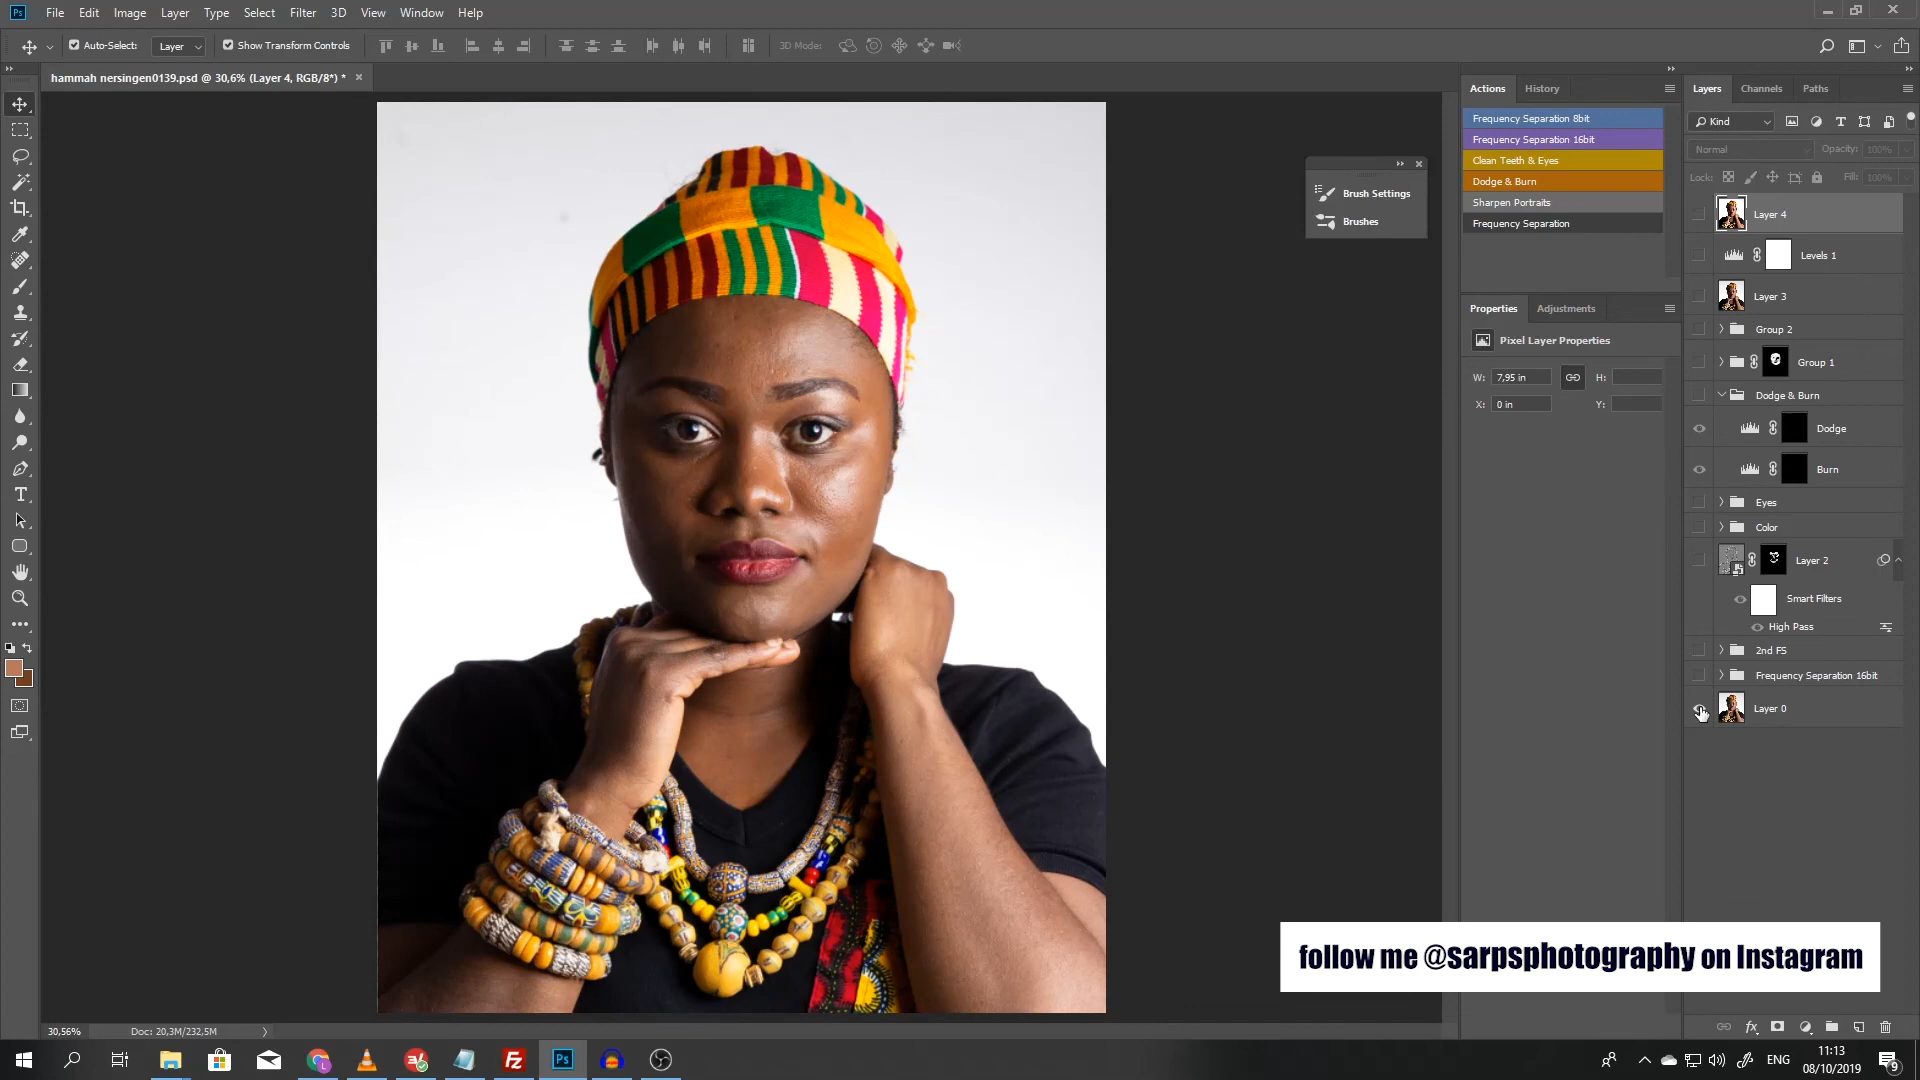 Ps File Edit Image Layer Type Select Filter 3D View Window Help
Auto-Select: Layer Show Transform Controls 3D Mode:
hammah nersingen0139.psd @ 30,6% (Layer 4, RGB/8*) *
Actions History
Frequency Separation 8bit
Frequency Separation 16bit
Clean Teeth & Eyes
Dodge & Burn
Sharpen Portraits
Frequency Separation
Brush Settings
Brushes
Properties Adjustments
Pixel Layer Properties
W: 7,95 in H:
X: 0 in Y:
Layers Channels Paths
Kind
Normal Opacity: 100%
Lock: Fill: 100%
Layer 4
Levels 1
Layer 3
Group 2
Group 1
Dodge & Burn
Dodge
Burn
Eyes
Color
Layer 2
Smart Filters
High Pass
2nd FS
Frequency Separation 16bit
Layer 0
follow me @sarpsphotography on Instagram
30,56% Doc: 20,3M/232,5M
Ps
ENG
11:13
08/10/2019
9